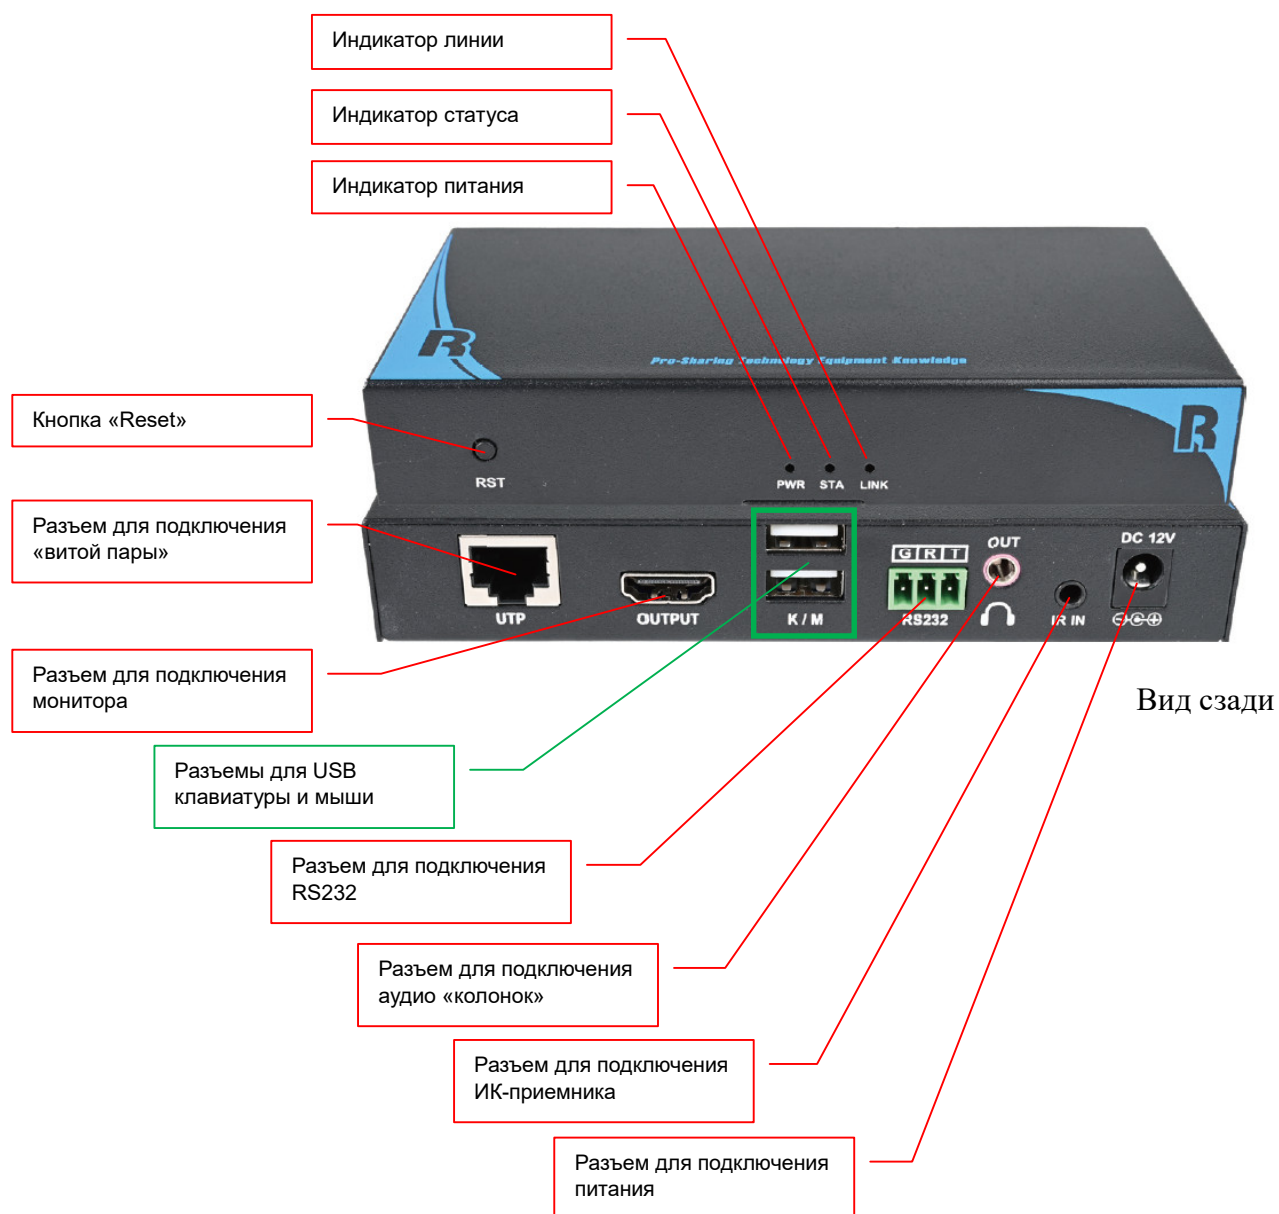 Индикатор линии
Индикатор статуса
Индикатор питания
R
Pro-Sharing Technology Equipment Knowledge
R
Кнопка «Reset»
RST
PWR STA LINK
Разъем для подключения
«витой пары»
UTP
OUTPUT
K / M
G R T
RS232
OUT
IR IN
DC 12V
Разъем для подключения
монитора
Вид сзади
Разъемы для USB
клавиатуры и мыши
Разъем для подключения
RS232
Разъем для подключения
аудио «колонок»
Разъем для подключения
ИК-приемника
Разъем для подключения
питания